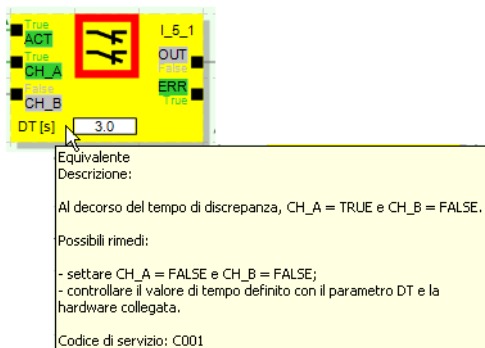 True
ACT
I_5_1
True
CH_A
OUT
False
False
CH_B
ERR
True
DT [s] 3.0
Equivalente
Descrizione:
Al decorso del tempo di discrepanza, CH_A = TRUE e CH_B = FALSE.
Possibili rimedi:
- settare CH_A = FALSE e CH_B = FALSE;
- controllare il valore di tempo definito con il parametro DT e la
hardware collegata.
Codice di servizio: C001